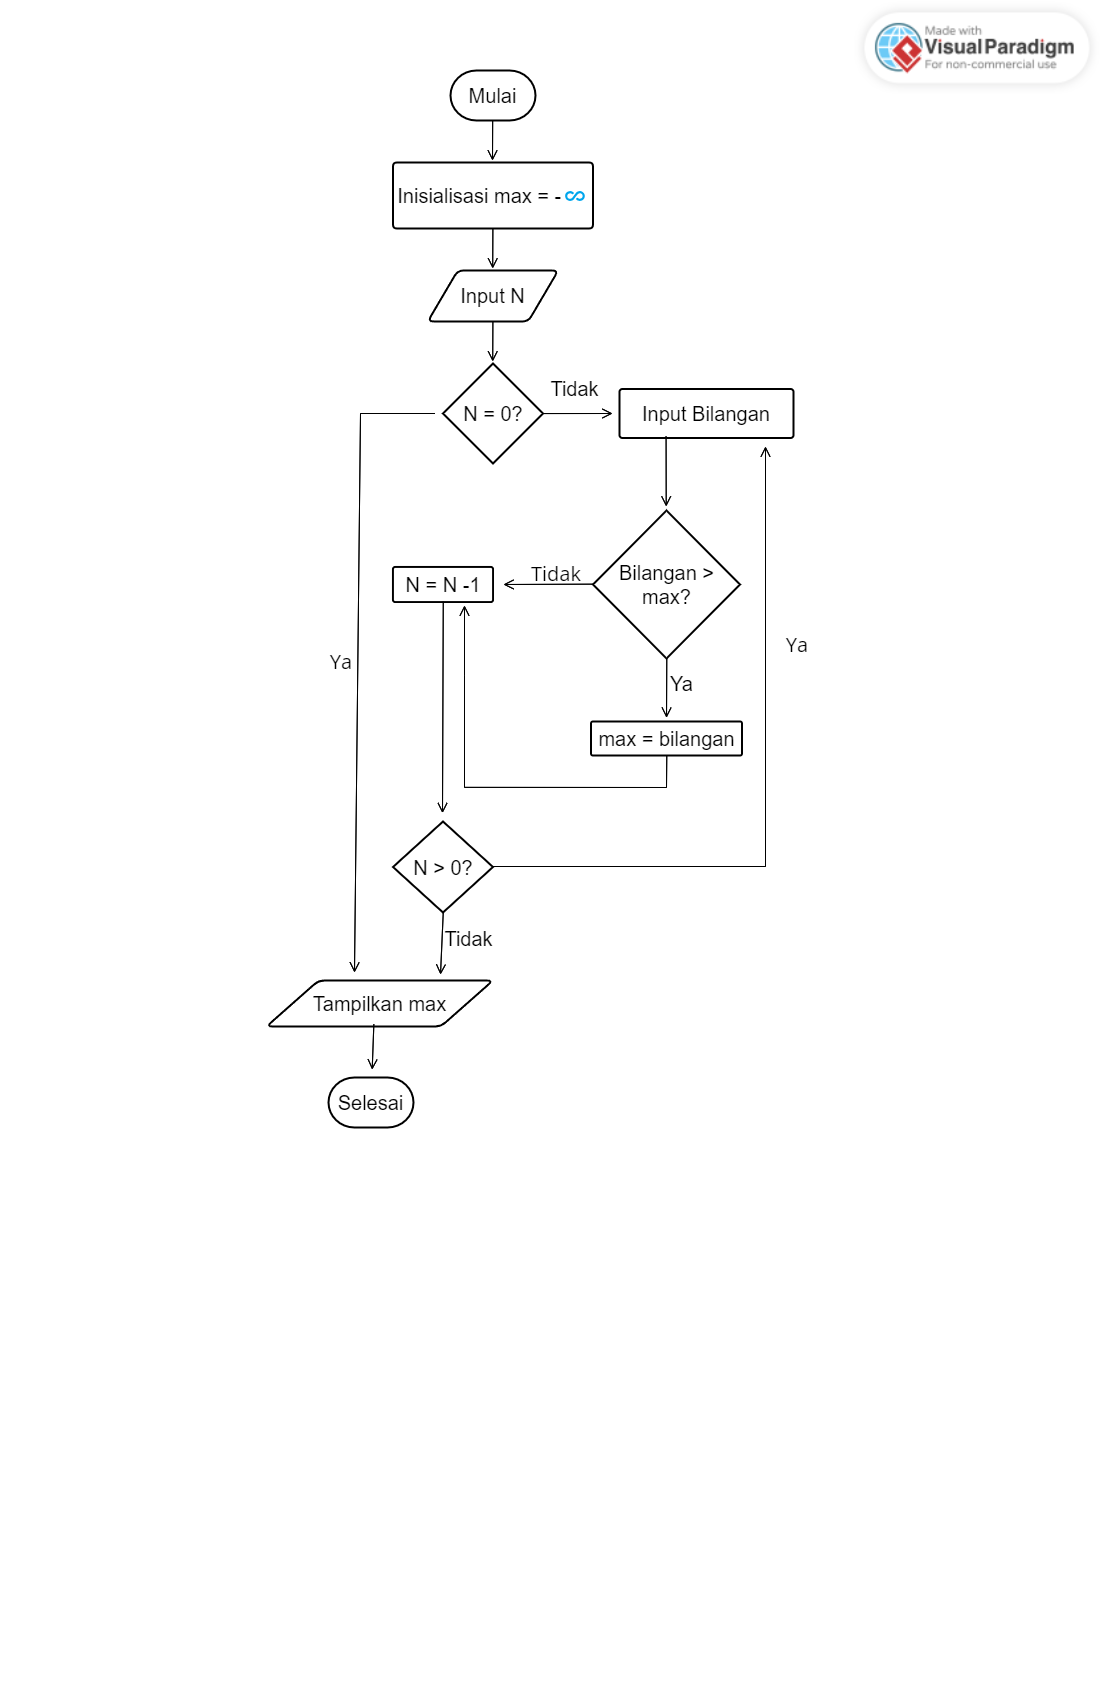 Made with
Visual Paradigm
For non-commercial use
Mulai
Inisialisasi max = - ∞
Input N
N = 0?
Tidak
Input Bilangan
Bilangan >
max?
Tidak
N = N -1
Ya
Ya
Ya
max = bilangan
N > 0?
Tidak
Tampilkan max
Selesai